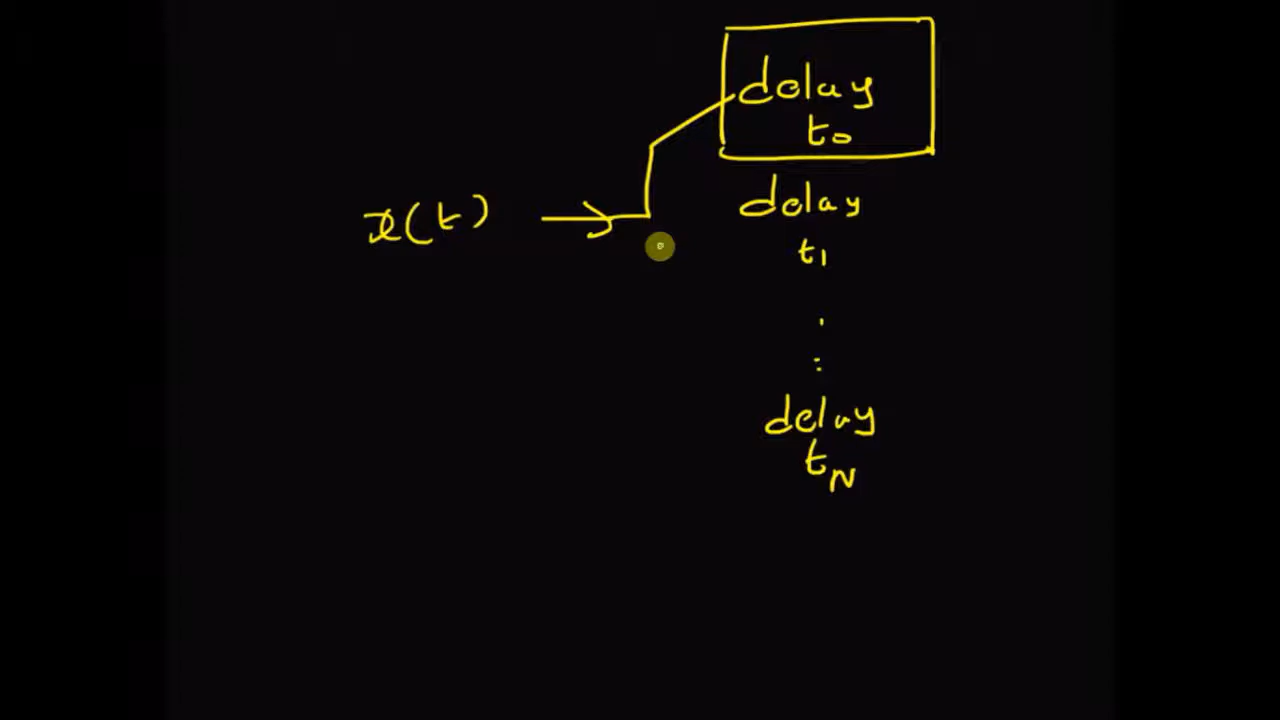 delay
t₀
x(t)
delay
t₁
delay
t_N